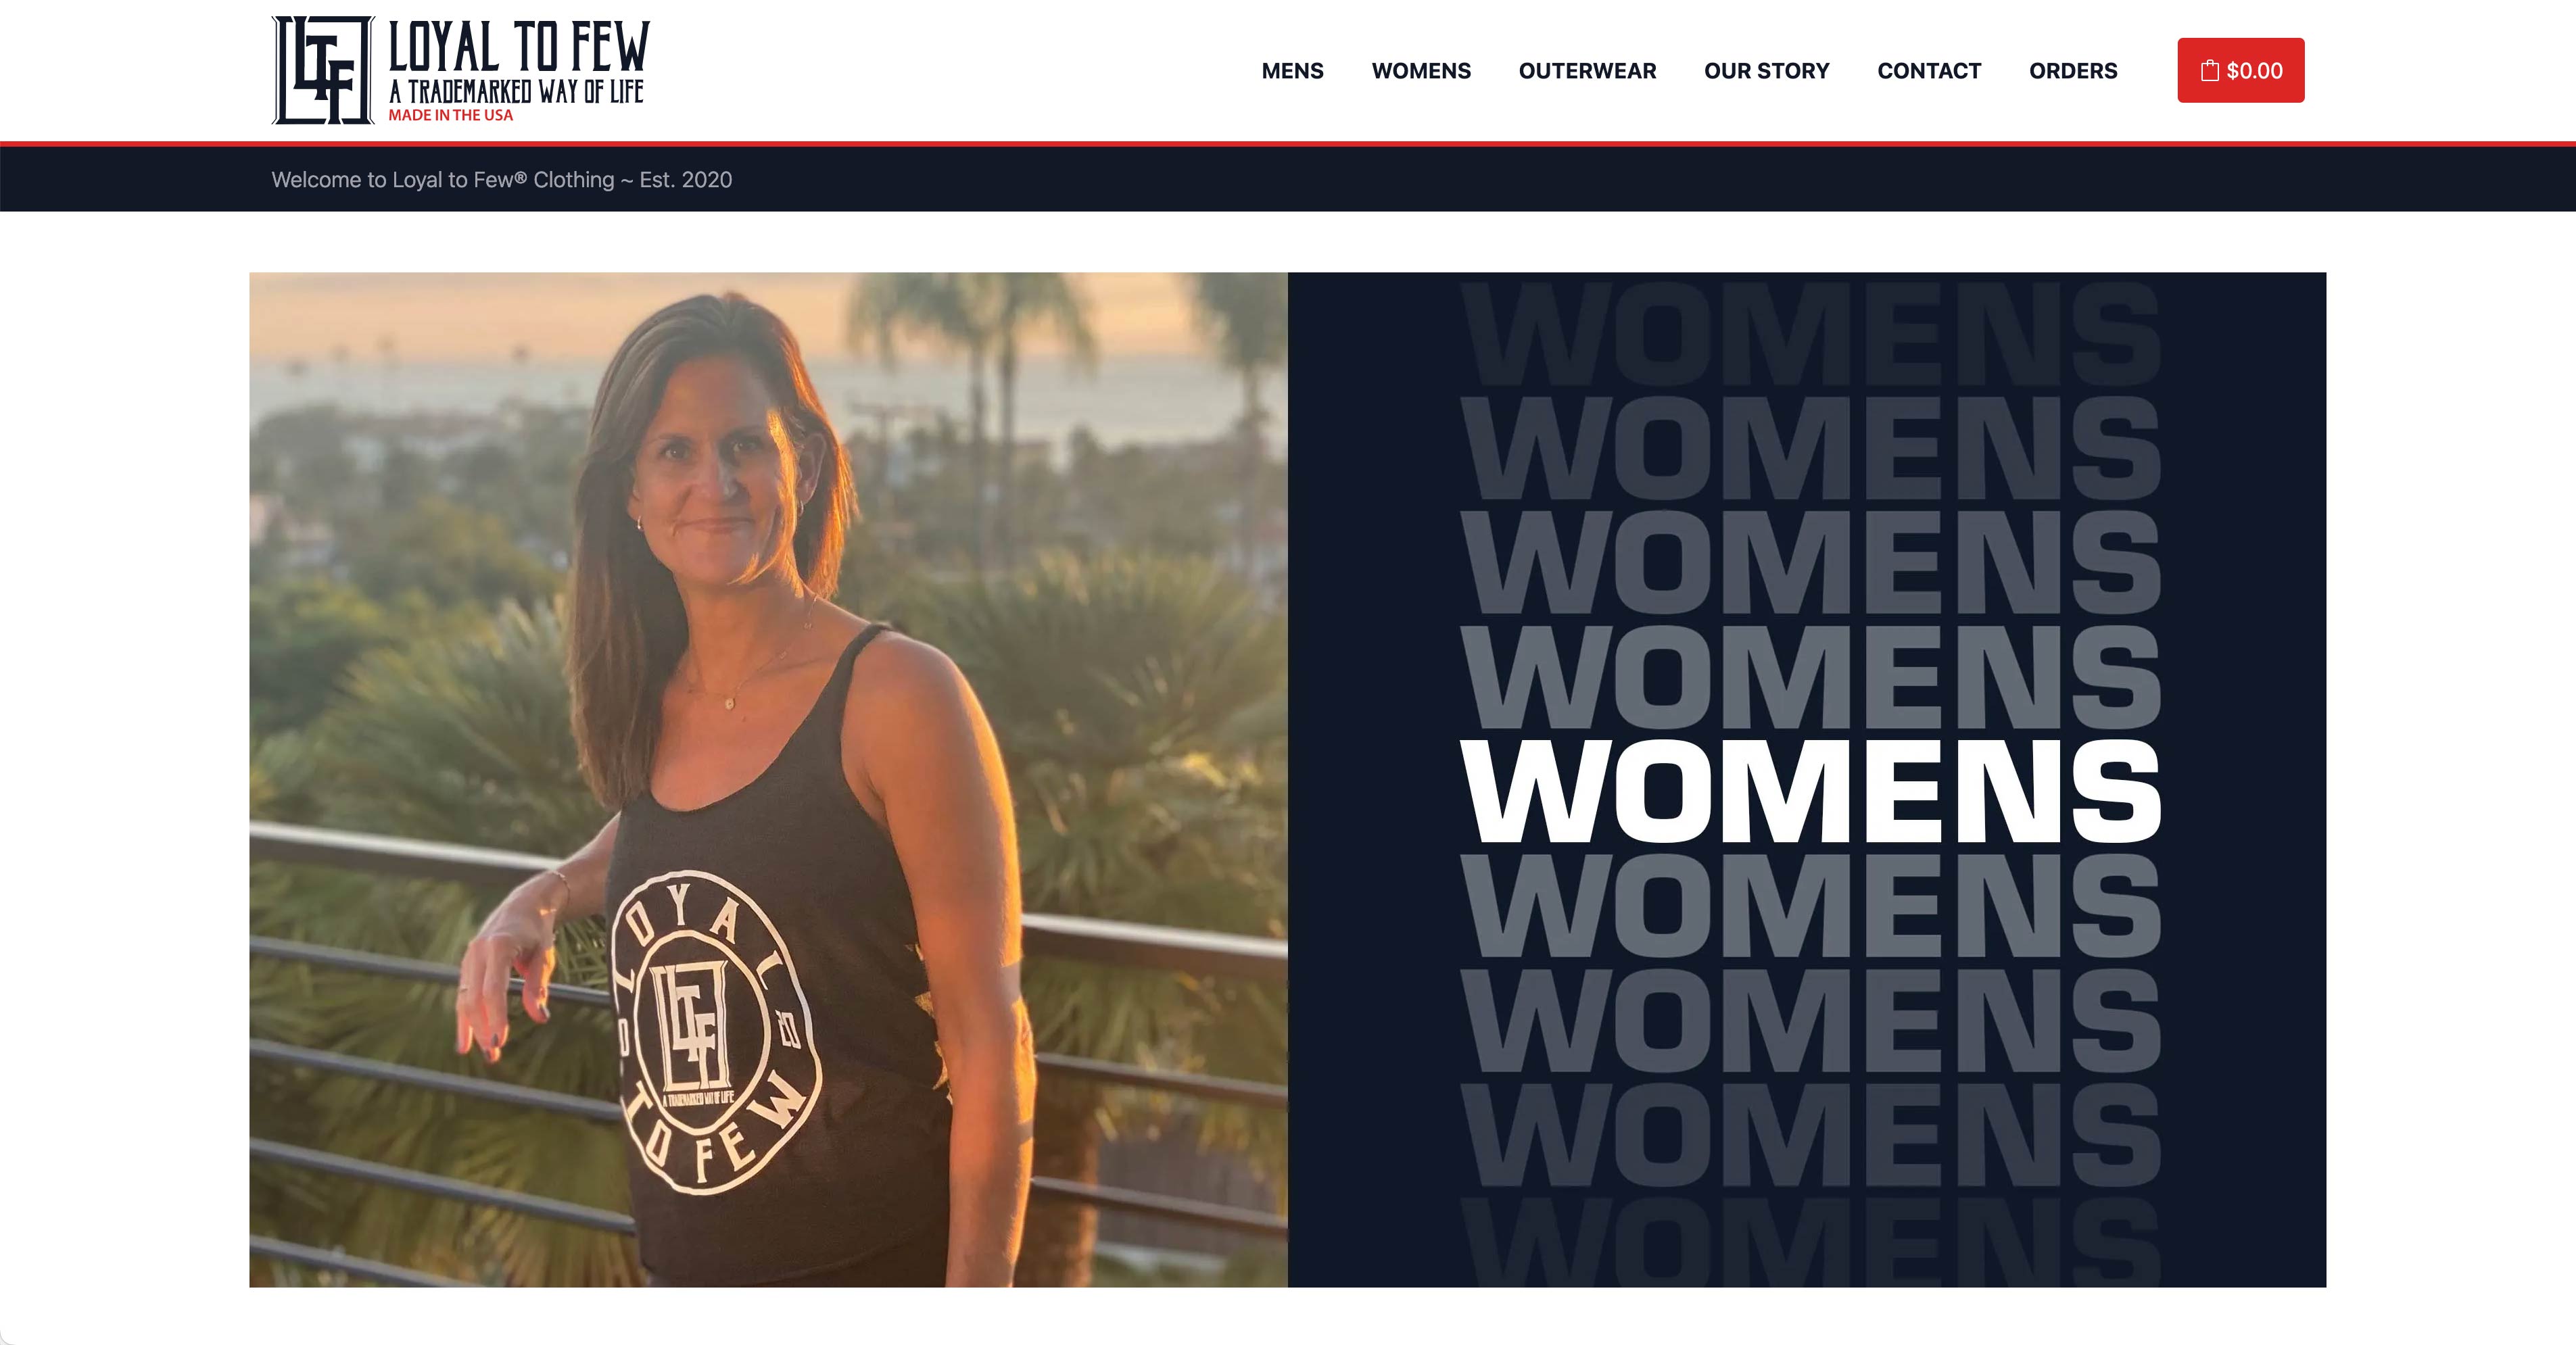 LTF
LOYAL TO FEW
A TRADEMARKED WAY OF LIFE
MADE IN THE USA
MENS
WOMENS
OUTERWEAR
OUR STORY
CONTACT
ORDERS
$0.00
Welcome to Loyal to Few® Clothing ~ Est. 2020
LOYAL
20
20
TO FEW
LTF
A TRADEMARKED WAY OF LIFE
WOMENS
WOMENS
WOMENS
WOMENS
WOMENS
WOMENS
WOMENS
WOMENS
WOMENS